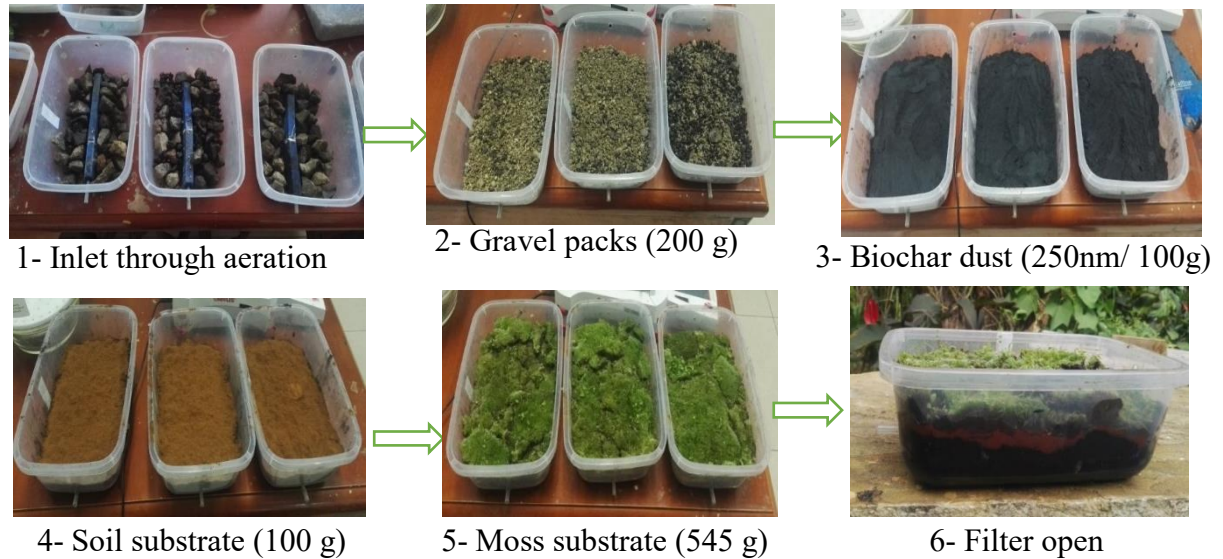 1- Inlet through aeration
2- Gravel packs (200 g)
3- Biochar dust (250nm/ 100g)
4- Soil substrate (100 g)
5- Moss substrate (545 g)
6- Filter open